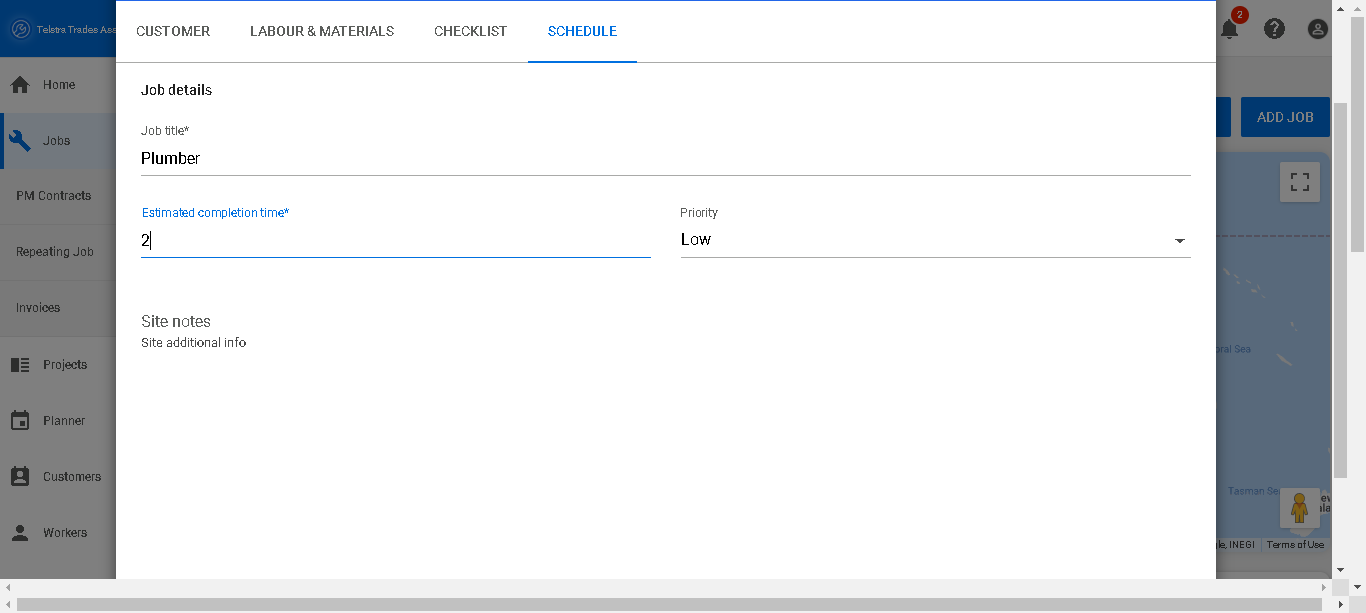 Telstra Trades Ass
CUSTOMER
LABOUR & MATERIALS
CHECKLIST
SCHEDULE
2
Home
Jobs
PM Contracts
Repeating Job
Invoices
Projects
Planner
Customers
Workers
Job details
Job title*
Plumber
Estimated completion time*
2
Priority
Low
Site notes
Site additional info
ADD JOB
oral Sea
Tasman Se
gle, INEGI
Terms of Use